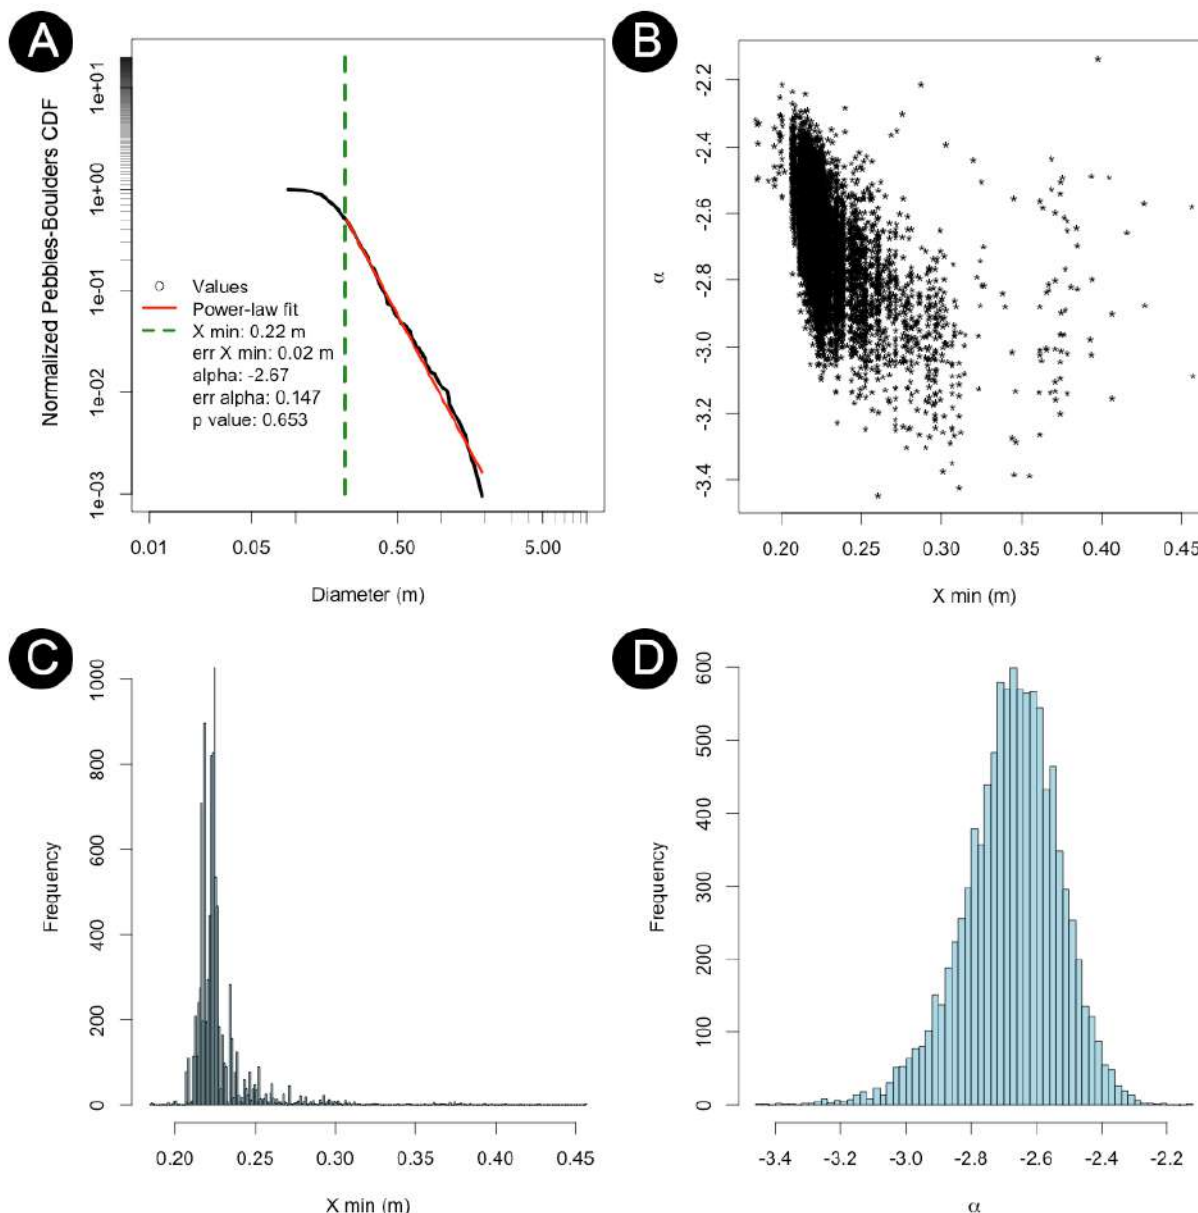 A
Normalized Pebbles-Boulders CDF
1e+01
1e+00
1e-01
1e-02
1e-03
Values
Power-law fit
X min: 0.22 m
err X min: 0.02 m
alpha: -2.67
err alpha: 0.147
p value: 0.653
0.01 0.05 0.50 5.00
Diameter (m)
B
α
-2.2
-2.4
-2.6
-2.8
-3.0
-3.2
-3.4
0.20 0.25 0.30 0.35 0.40 0.45
X min (m)
C
Frequency
1000
800
600
400
200
0
0.20 0.25 0.30 0.35 0.40 0.45
X min (m)
D
Frequency
600
500
400
300
200
100
0
-3.4 -3.2 -3.0 -2.8 -2.6 -2.4 -2.2
α